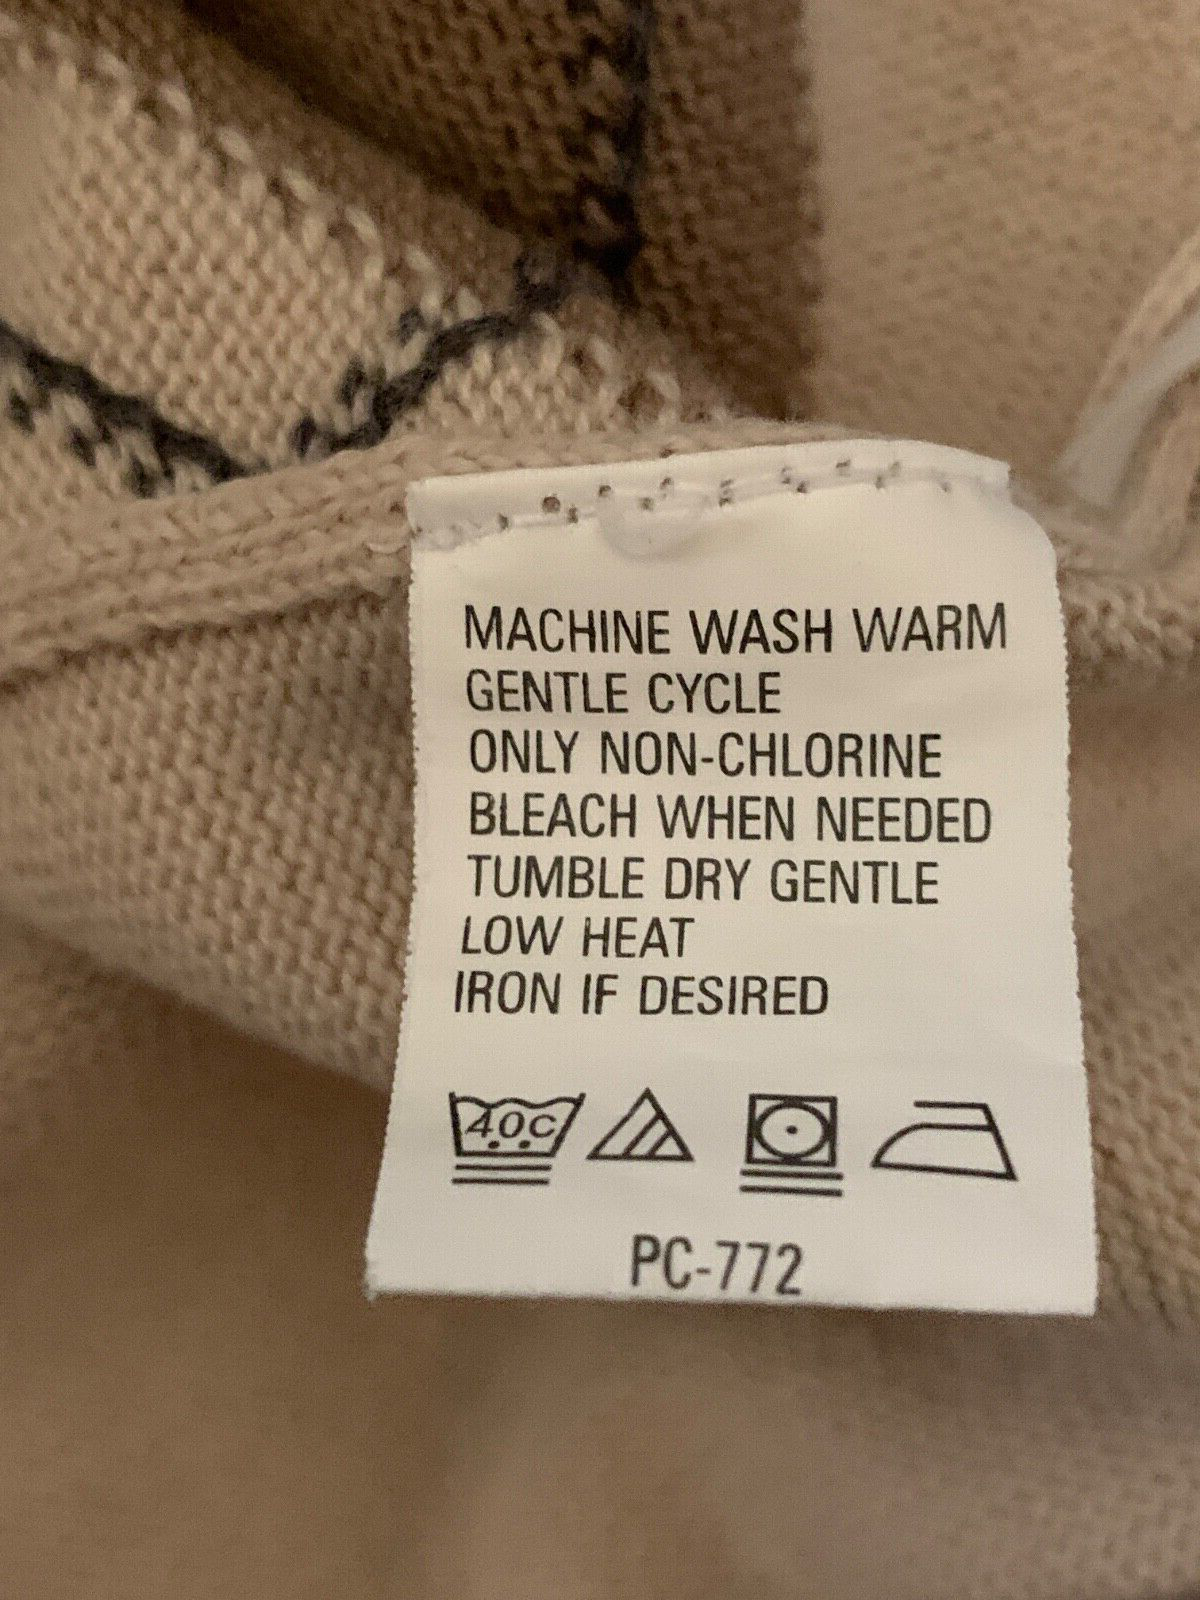 MACHINE WASH WARM
GENTLE CYCLE
ONLY NON-CHLORINE
BLEACH WHEN NEEDED
TUMBLE DRY GENTLE
LOW HEAT
IRON IF DESIRED
40C
PC-772